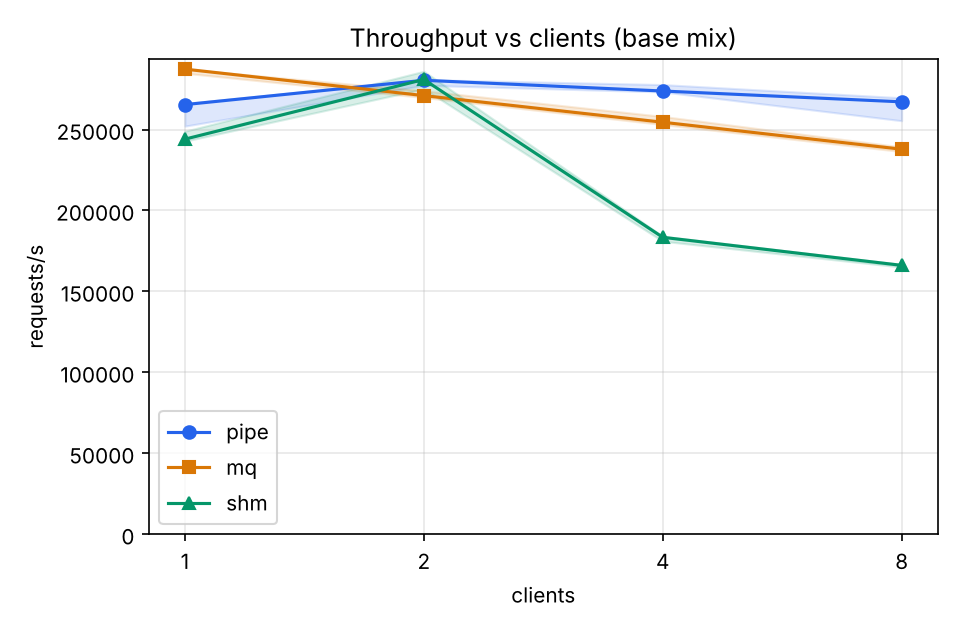 Throughput vs clients (base mix)
requests/s
250000
200000
150000
100000
50000
0
pipe
mq
shm
1 2 4 8
clients